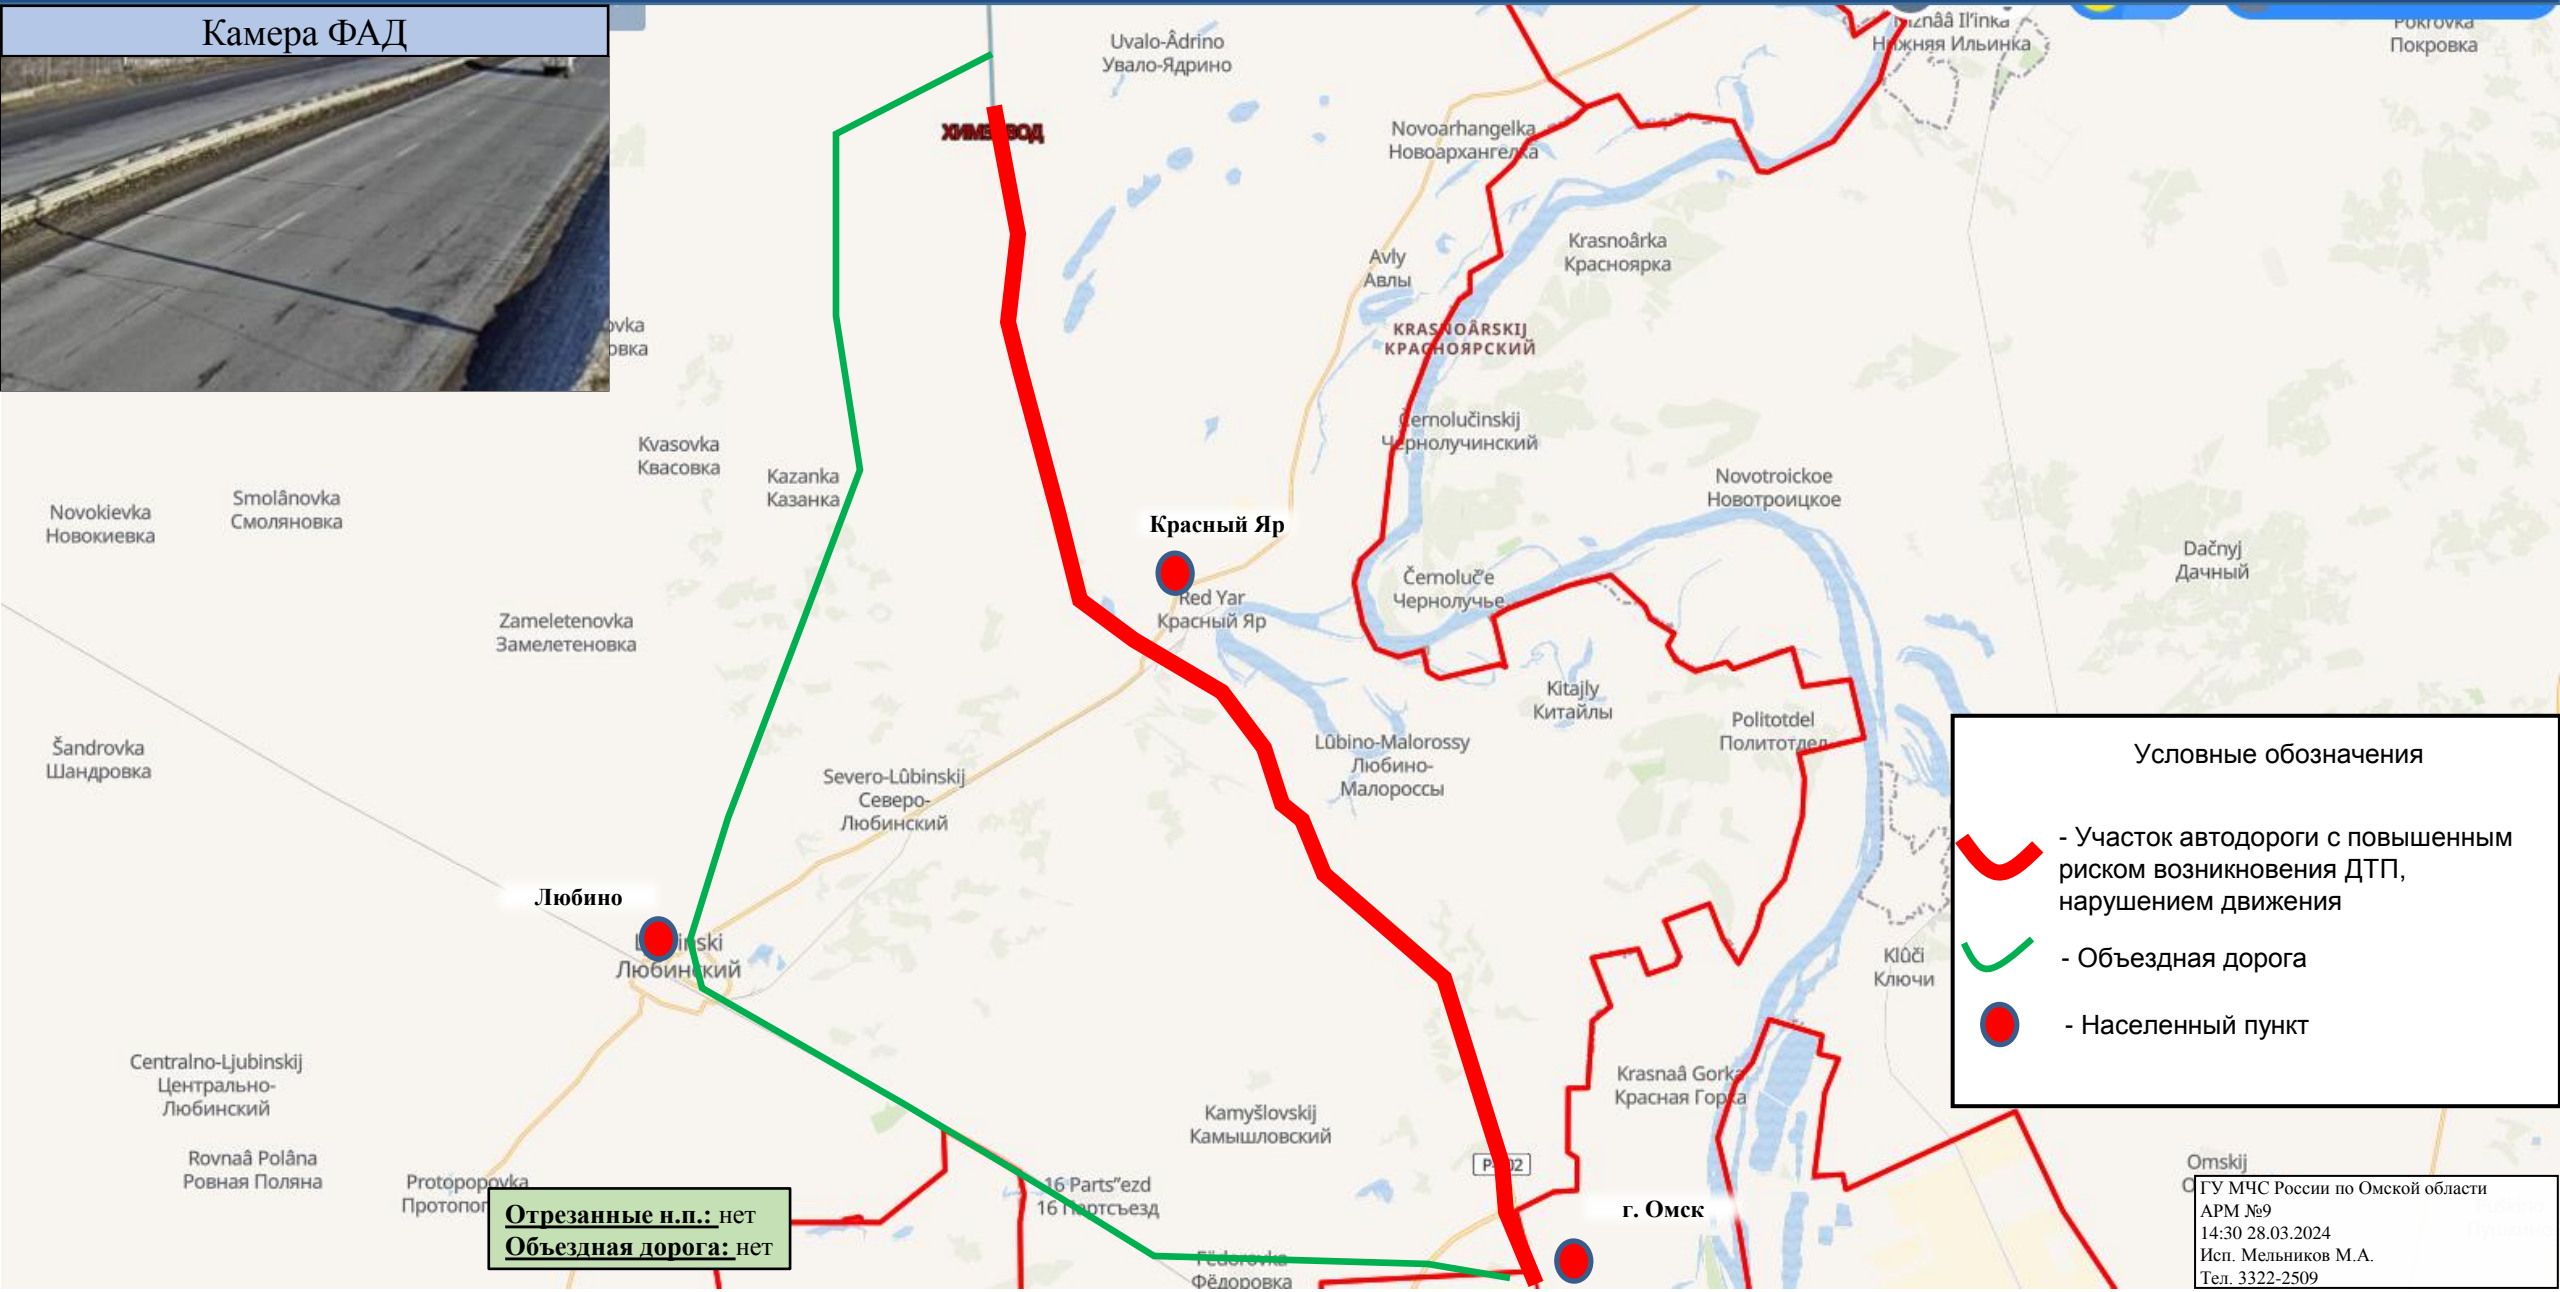 Камера ФАД
Uvalo-Âdrino
Увало-Ядрино
Нижняя Ильинка
Покровка
ХИМЗАВОД
Novoarhangelka
Новоархангелка
Krasnoârka
Красноярка
Avly
Авлы
KRASNOÂRSKIJ
КРАСНОЯРСКИЙ
Černolučinskij
Чернолучинский
Kvasovka
Квасовка
Kazanka
Казанка
Novotroickoe
Новотроицкое
Novokievka
Новокиевка
Smolânovka
Смоляновка
Красный Яр
Dačnyj
Дачный
Černoluč'e
Чернолучье
Red Yar
Красный Яр
Zameletenovka
Замелетеновка
Kitajly
Китайлы
Politotdel
Политотдел
Šandrovka
Шандровка
Lûbino-Malorossy
Любино-
Малороссы
Severo-Lûbinskij
Северо-
Любинский
Условные обозначения
- Участок автодороги с повышенным
риском возникновения ДТП,
нарушением движения
- Объездная дорога
- Населенный пункт
Любино
Любинский
Klûči
Ключи
Centralno-Ljubinskij
Центрально-
Любинский
Krasnaâ Gorka
Красная Горка
Kamyšlovskij
Камышловский
Rovnaâ Polâna
Ровная Поляна
Protopopovka
16 Parts"ezd
16 Партсъезд
г. Омск
Omskij
Отрезанные н.п.: нет
Объездная дорога: нет
Fëdorovka
Фёдоровка
ГУ МЧС России по Омской области
АРМ №9
14:30 28.03.2024
Исп. Мельников М.А.
Тел. 3322-2509